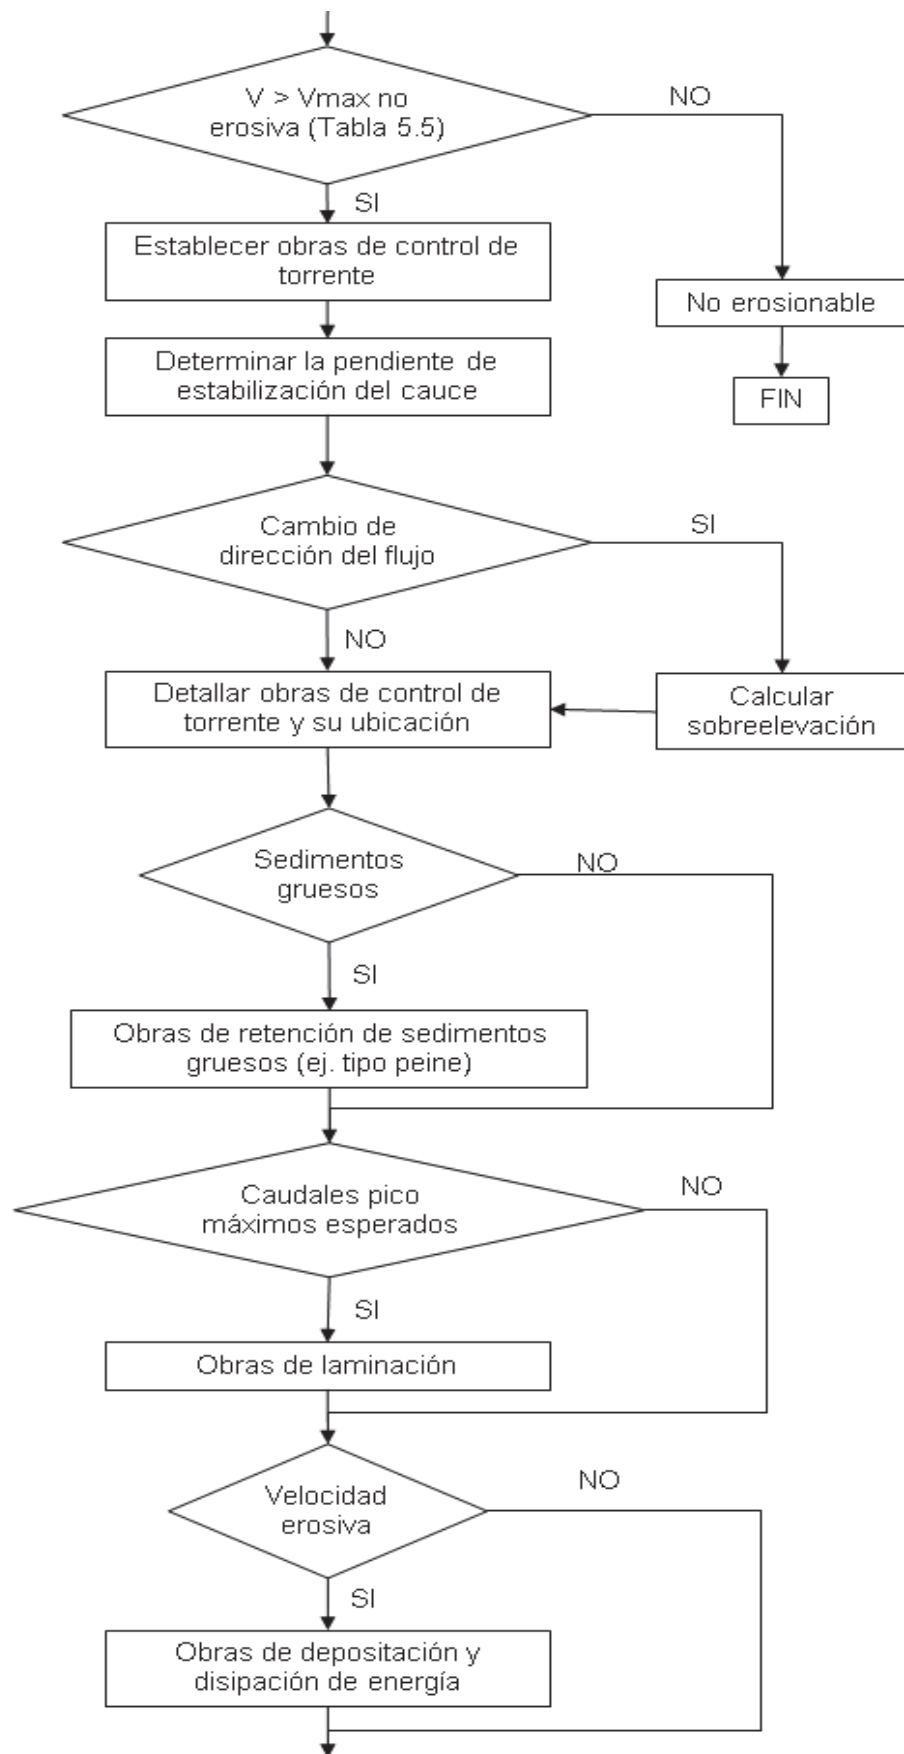 V > Vmax no
erosiva (Tabla 5.5)
NO
SI
Establecer obras de control de
torrente
No erosionable
Determinar la pendiente de
estabilización del cauce
FIN
Cambio de
dirección del flujo
SI
NO
Detallar obras de control de
torrente y su ubicación
Calcular
sobreelevación
Sedimentos
gruesos
NO
SI
Obras de retención de sedimentos
gruesos (ej. tipo peine)
Caudales pico
máximos esperados
NO
SI
Obras de laminación
Velocidad
erosiva
NO
SI
Obras de depositación y
disipación de energía